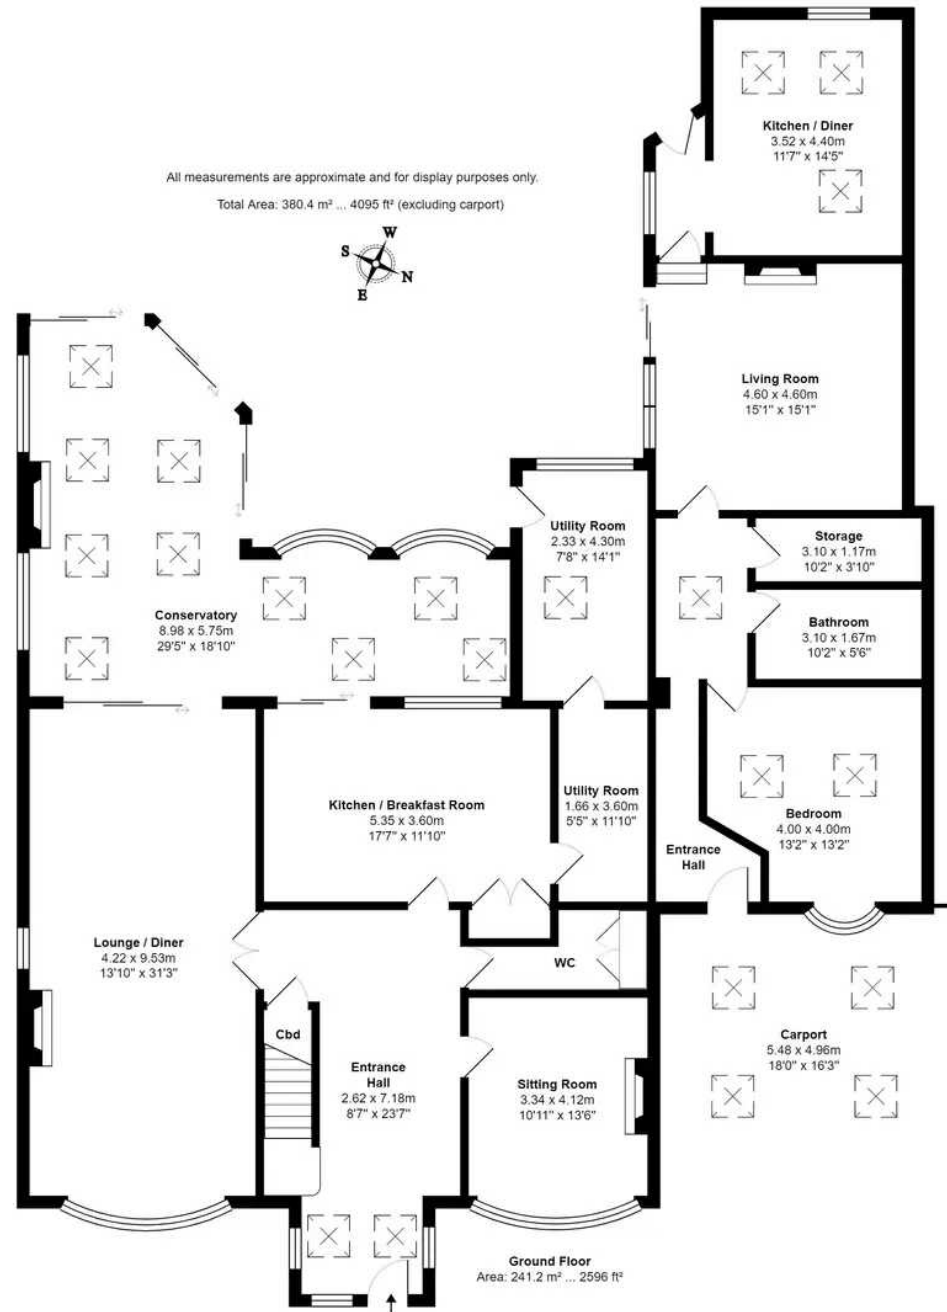 Kitchen / Diner
3.52 x 4.40m
11'7" x 14'5"
All measurements are approximate and for display purposes only.
Total Area: 380.4 m² ... 4095 ft² (excluding carport)
W
S
N
E
Living Room
4.60 x 4.60m
15'1" x 15'1"
Utility Room
2.33 x 4.30m
7'8" x 14'1"
Storage
3.10 x 1.17m
10'2" x 3'10"
Conservatory
8.98 x 5.75m
29'5" x 18'10"
Bathroom
3.10 x 1.67m
10'2" x 5'6"
Kitchen / Breakfast Room
5.35 x 3.60m
17'7" x 11'10"
Utility Room
1.66 x 3.60m
5'5" x 11'10"
Bedroom
4.00 x 4.00m
13'2" x 13'2"
Entrance
Hall
Lounge / Diner
4.22 x 9.53m
13'10" x 31'3"
WC
Cbd
Entrance
Hall
2.62 x 7.18m
8'7" x 23'7"
Sitting Room
3.34 x 4.12m
10'11" x 13'6"
Carport
5.48 x 4.96m
18'0" x 16'3"
Ground Floor
Area: 241.2 m² ... 2596 ft²